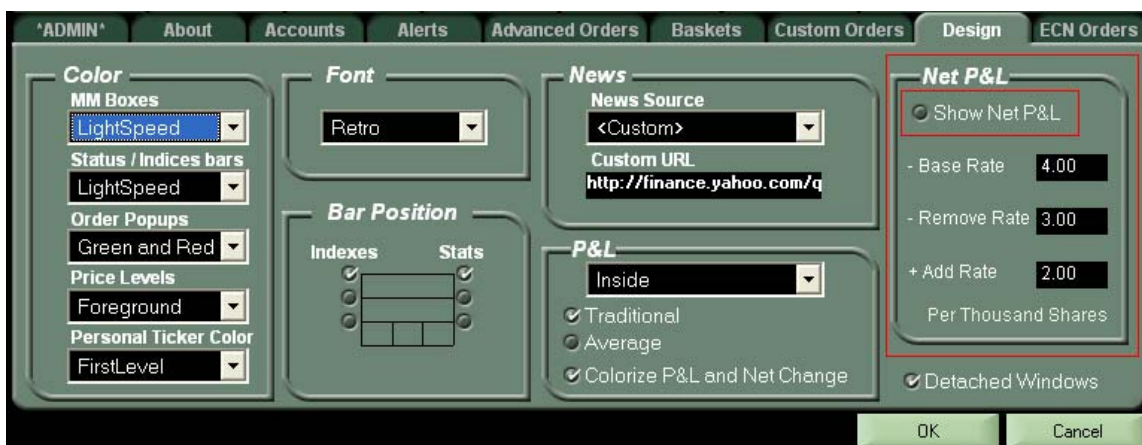 *ADMIN* About Accounts Alerts Advanced Orders Baskets Custom Orders Design ECN Orders
Color
MM Boxes
LightSpeed
Status / Indices bars
LightSpeed
Order Popups
Green and Red
Price Levels
Foreground
Personal Ticker Color
FirstLevel
Font
Retro
Bar Position
Indexes Stats
News
News Source
<Custom>
Custom URL
http://finance.yahoo.com/q
P&L
Inside
Traditional
Average
Colorize P&L and Net Change
Net P&L
Show Net P&L
- Base Rate 4.00
- Remove Rate 3.00
+ Add Rate 2.00
Per Thousand Shares
Detached Windows
OK Cancel